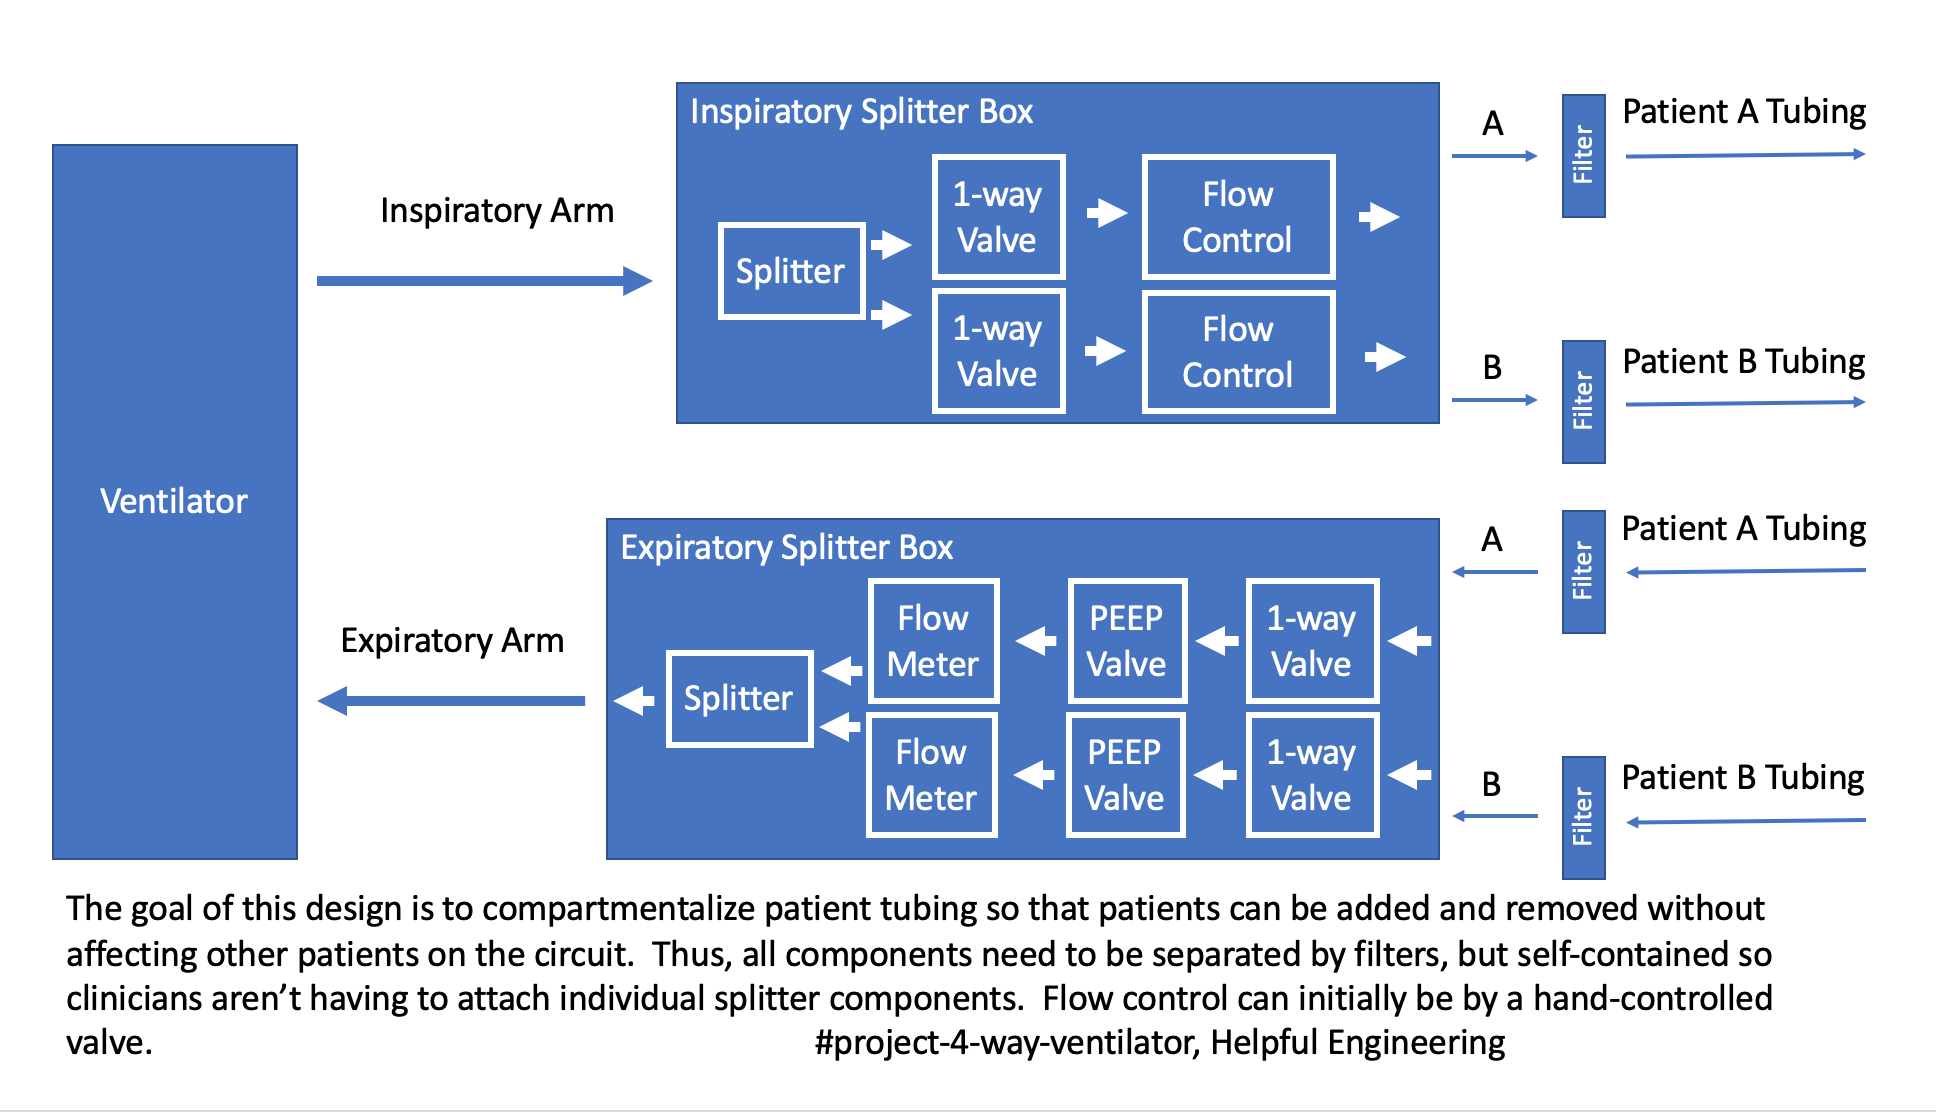 Inspiratory Splitter Box
A
Filter
Patient A Tubing
Inspiratory Arm
Splitter
1-way
Valve
Flow
Control
1-way
Valve
Flow
Control
B
Filter
Patient B Tubing
Ventilator
Expiratory Splitter Box
A
Filter
Patient A Tubing
Expiratory Arm
Splitter
Flow
Meter
PEEP
Valve
1-way
Valve
Flow
Meter
PEEP
Valve
1-way
Valve
B
Filter
Patient B Tubing
The goal of this design is to compartmentalize patient tubing so that patients can be added and removed without
affecting other patients on the circuit.  Thus, all components need to be separated by filters, but self-contained so
clinicians aren’t having to attach individual splitter components.  Flow control can initially be by a hand-controlled
valve.
#project-4-way-ventilator, Helpful Engineering